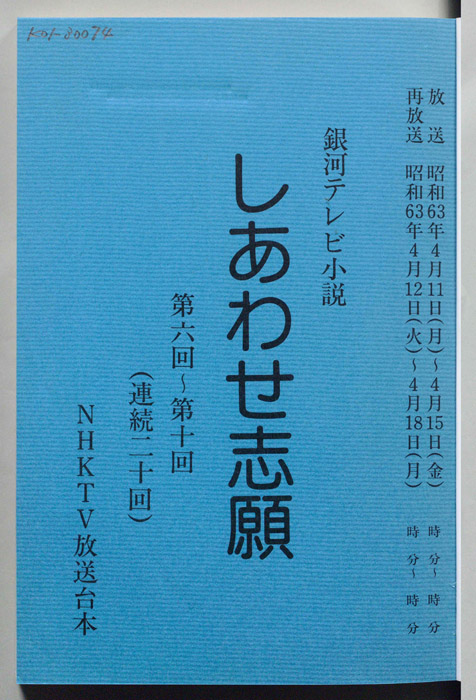 K01-80074
放送 昭和63年4月11日(月)~4月15日(金) 時 分~ 時 分
再放送 昭和63年4月12日(火)~4月18日(月) 時 分~ 時 分
銀河テレビ小説
しあわせ志願
第六回~第十回
(連続二十回)
NHKTV放送台本